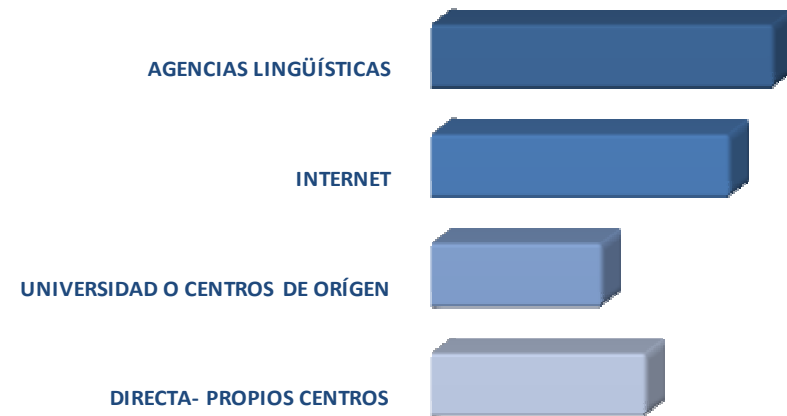 AGENCIAS LINGÜÍSTICAS
INTERNET
UNIVERSIDAD O CENTROS DE ORÍGEN
DIRECTA- PROPIOS CENTROS